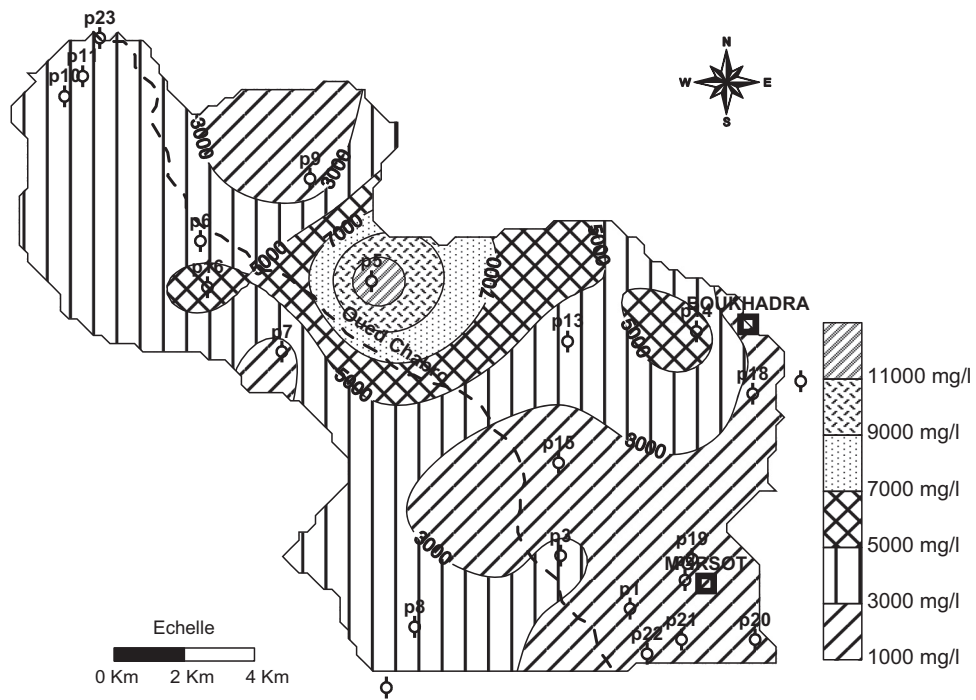 p23
N
p11
p10
W E
S
3000
p9
3000
p6
7000
5000
5000
p16
p5
7000
BOUKHADRA
p14
p13
Oued Chabro
5000
p7
5000
p18
11000 mg/l
9000 mg/l
3000
p15
7000 mg/l
3000
p3
p19
5000 mg/l
MORSOT
p1
3000 mg/l
p8
p21 p20
Echelle
p22
1000 mg/l
0 Km 2 Km 4 Km